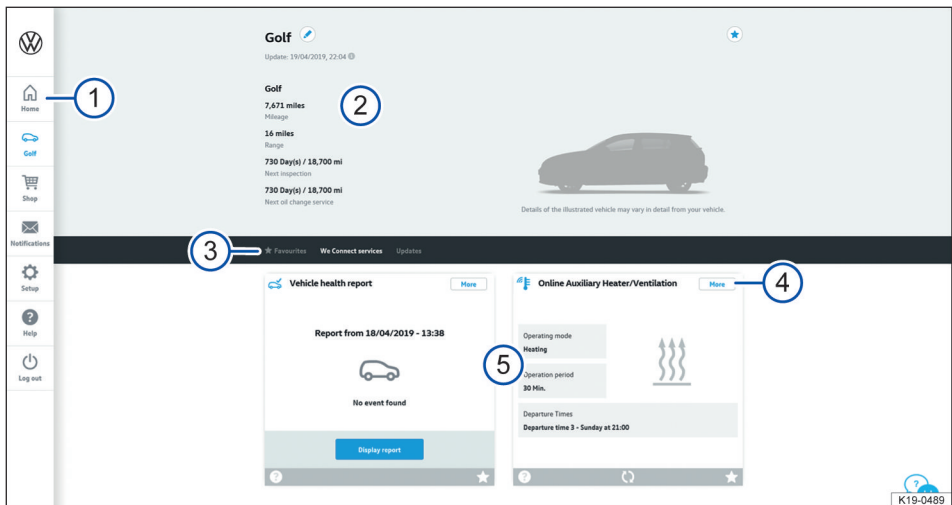 Home
Golf
Shop
Notifications
Setup
Help
Log out
1
Golf
Update: 19/04/2019, 22:04
Golf
7,671 miles
Mileage
16 miles
Range
730 Day(s) / 18,700 mi
Next inspection
730 Day(s) / 18,700 mi
Next oil change service
2
Details of the illustrated vehicle may vary in detail from your vehicle.
3
Favourites We Connect services Updates
Vehicle health report More
Report from 18/04/2019 - 13:38
No event found
Display report
?
Online Auxiliary Heater/Ventilation More
4
Operating mode
Heating
5
Operation period
30 Min.
Departure Times
Departure time 3 - Sunday at 21:00
?
?
K19-0489